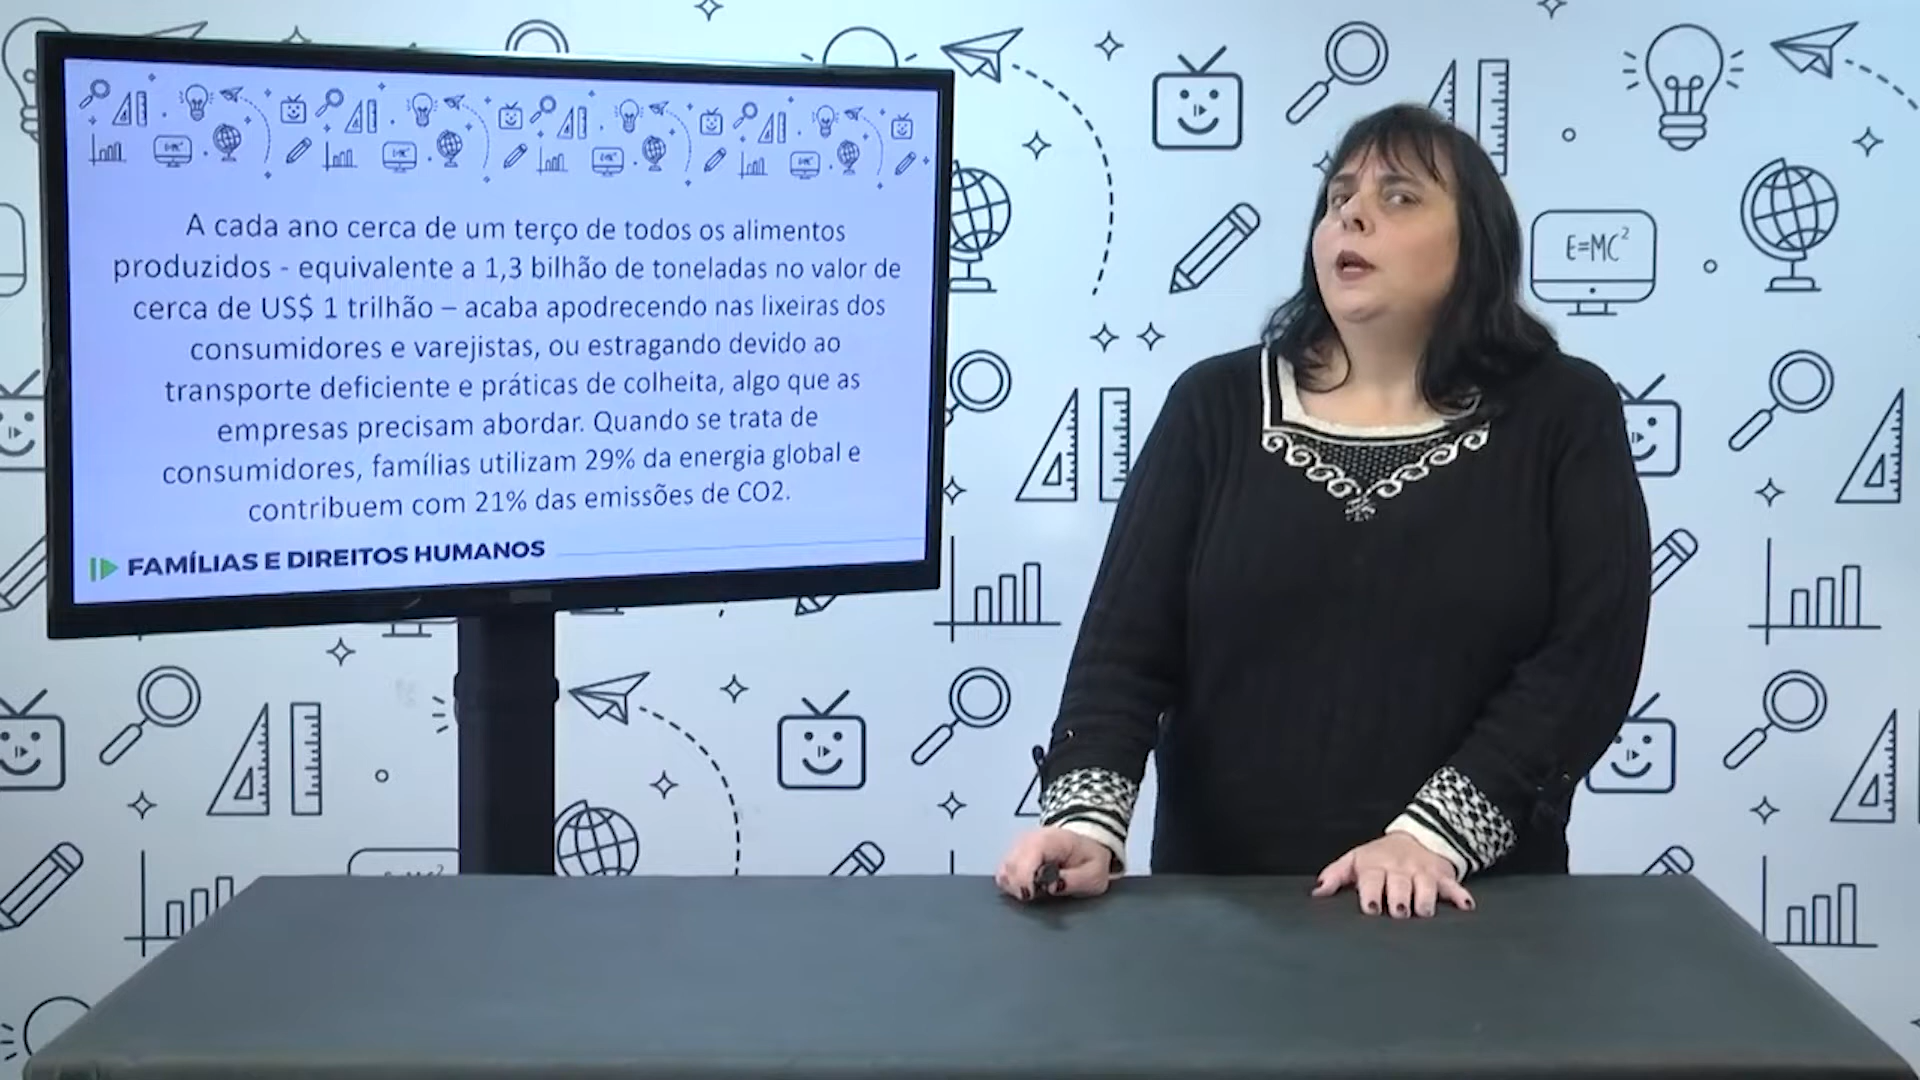 A cada ano cerca de um terço de todos os alimentos
produzidos - equivalente a 1,3 bilhão de toneladas no valor de
cerca de US$ 1 trilhão – acaba apodrecendo nas lixeiras dos
consumidores e varejistas, ou estragando devido ao
transporte deficiente e práticas de colheita, algo que as
empresas precisam abordar. Quando se trata de
consumidores, famílias utilizam 29% da energia global e
contribuem com 21% das emissões de CO2.
FAMÍLIAS E DIREITOS HUMANOS
E=MC²